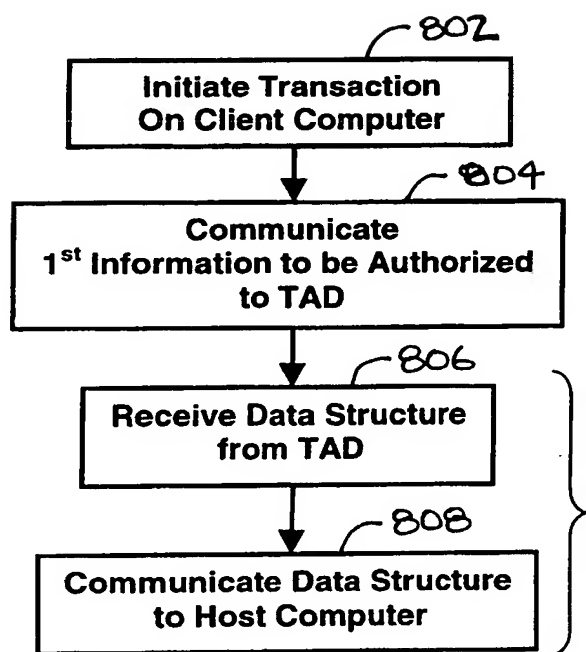 802
Initiate Transaction
On Client Computer
804
Communicate
1st Information to be Authorized
to TAD
806
Receive Data Structure
from TAD
808
Communicate Data Structure
to Host Computer